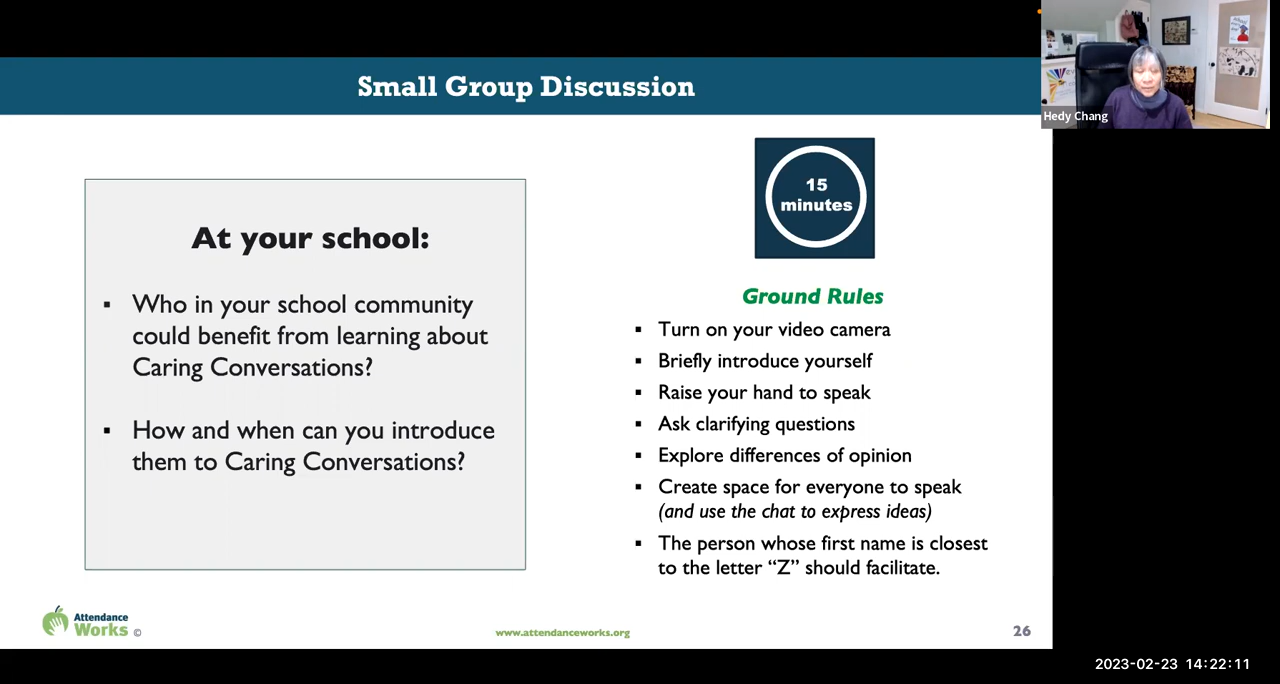 Small Group Discussion
Hedy Chang
At your school:
▪ Who in your school community
could benefit from learning about
Caring Conversations?
▪ How and when can you introduce
them to Caring Conversations?
15
minutes
Ground Rules
▪ Turn on your video camera
▪ Briefly introduce yourself
▪ Raise your hand to speak
▪ Ask clarifying questions
▪ Explore differences of opinion
▪ Create space for everyone to speak
(and use the chat to express ideas)
▪ The person whose first name is closest
to the letter “Z” should facilitate.
Attendance
Works ©
www.attendanceworks.org
26
2023-02-23 14:22:11